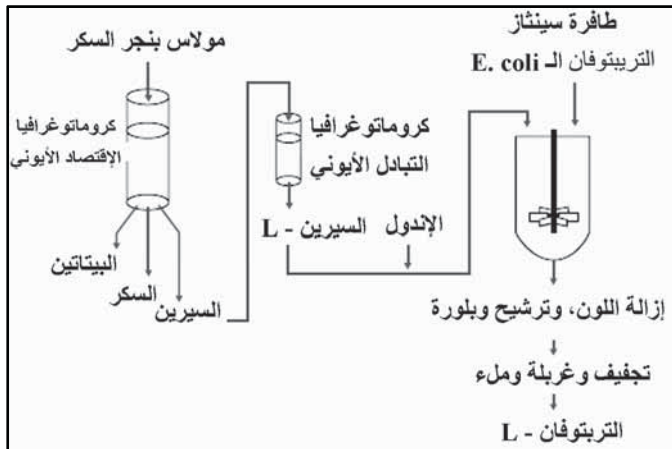 مولاس بنجر السكر
كروماتوغرافيا
الإقتصاد الأيوني
البيتاتين
السكر
السيرين
كروماتوغرافيا
التبادل الأيوني
السيرين - L
الإندول
طافرة سينثاز
التريبتوفان الـ E. coli
إزالة اللون، وترشيح وبلورة
تجفيف وغربلة وملء
التربتوفان - L